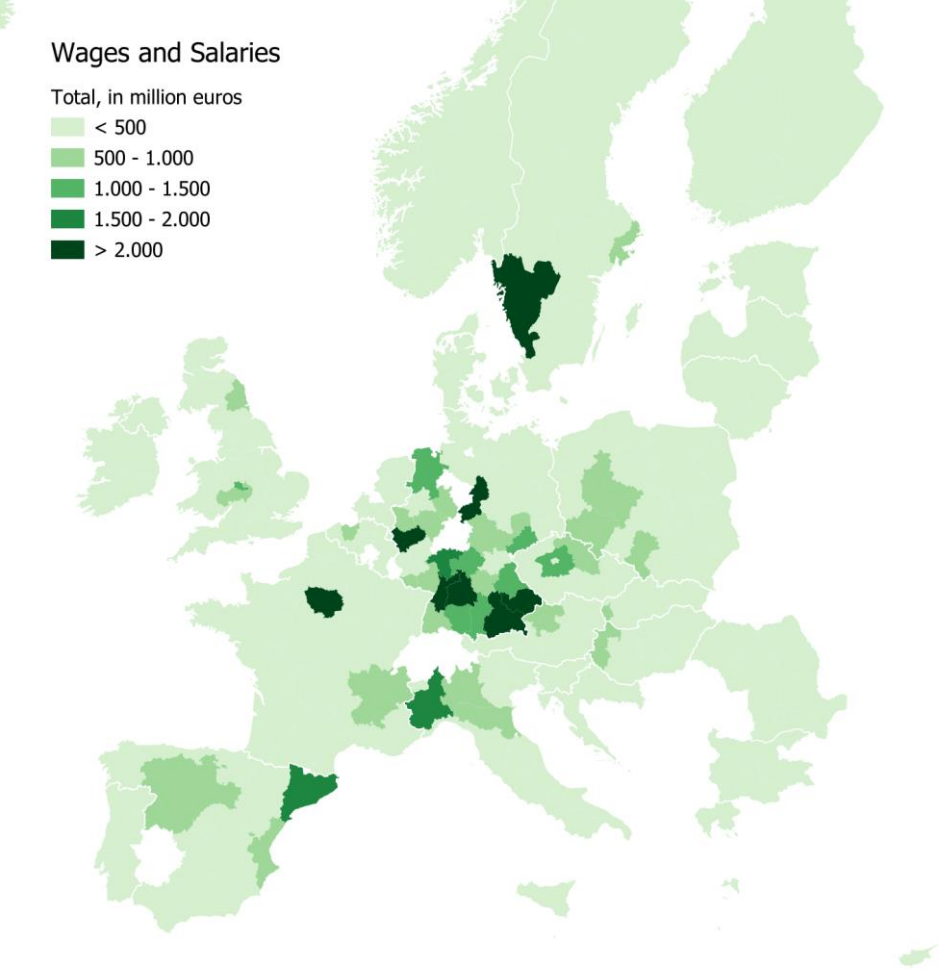 Wages and Salaries
Total, in million euros
< 500
500 - 1.000
1.000 - 1.500
1.500 - 2.000
> 2.000